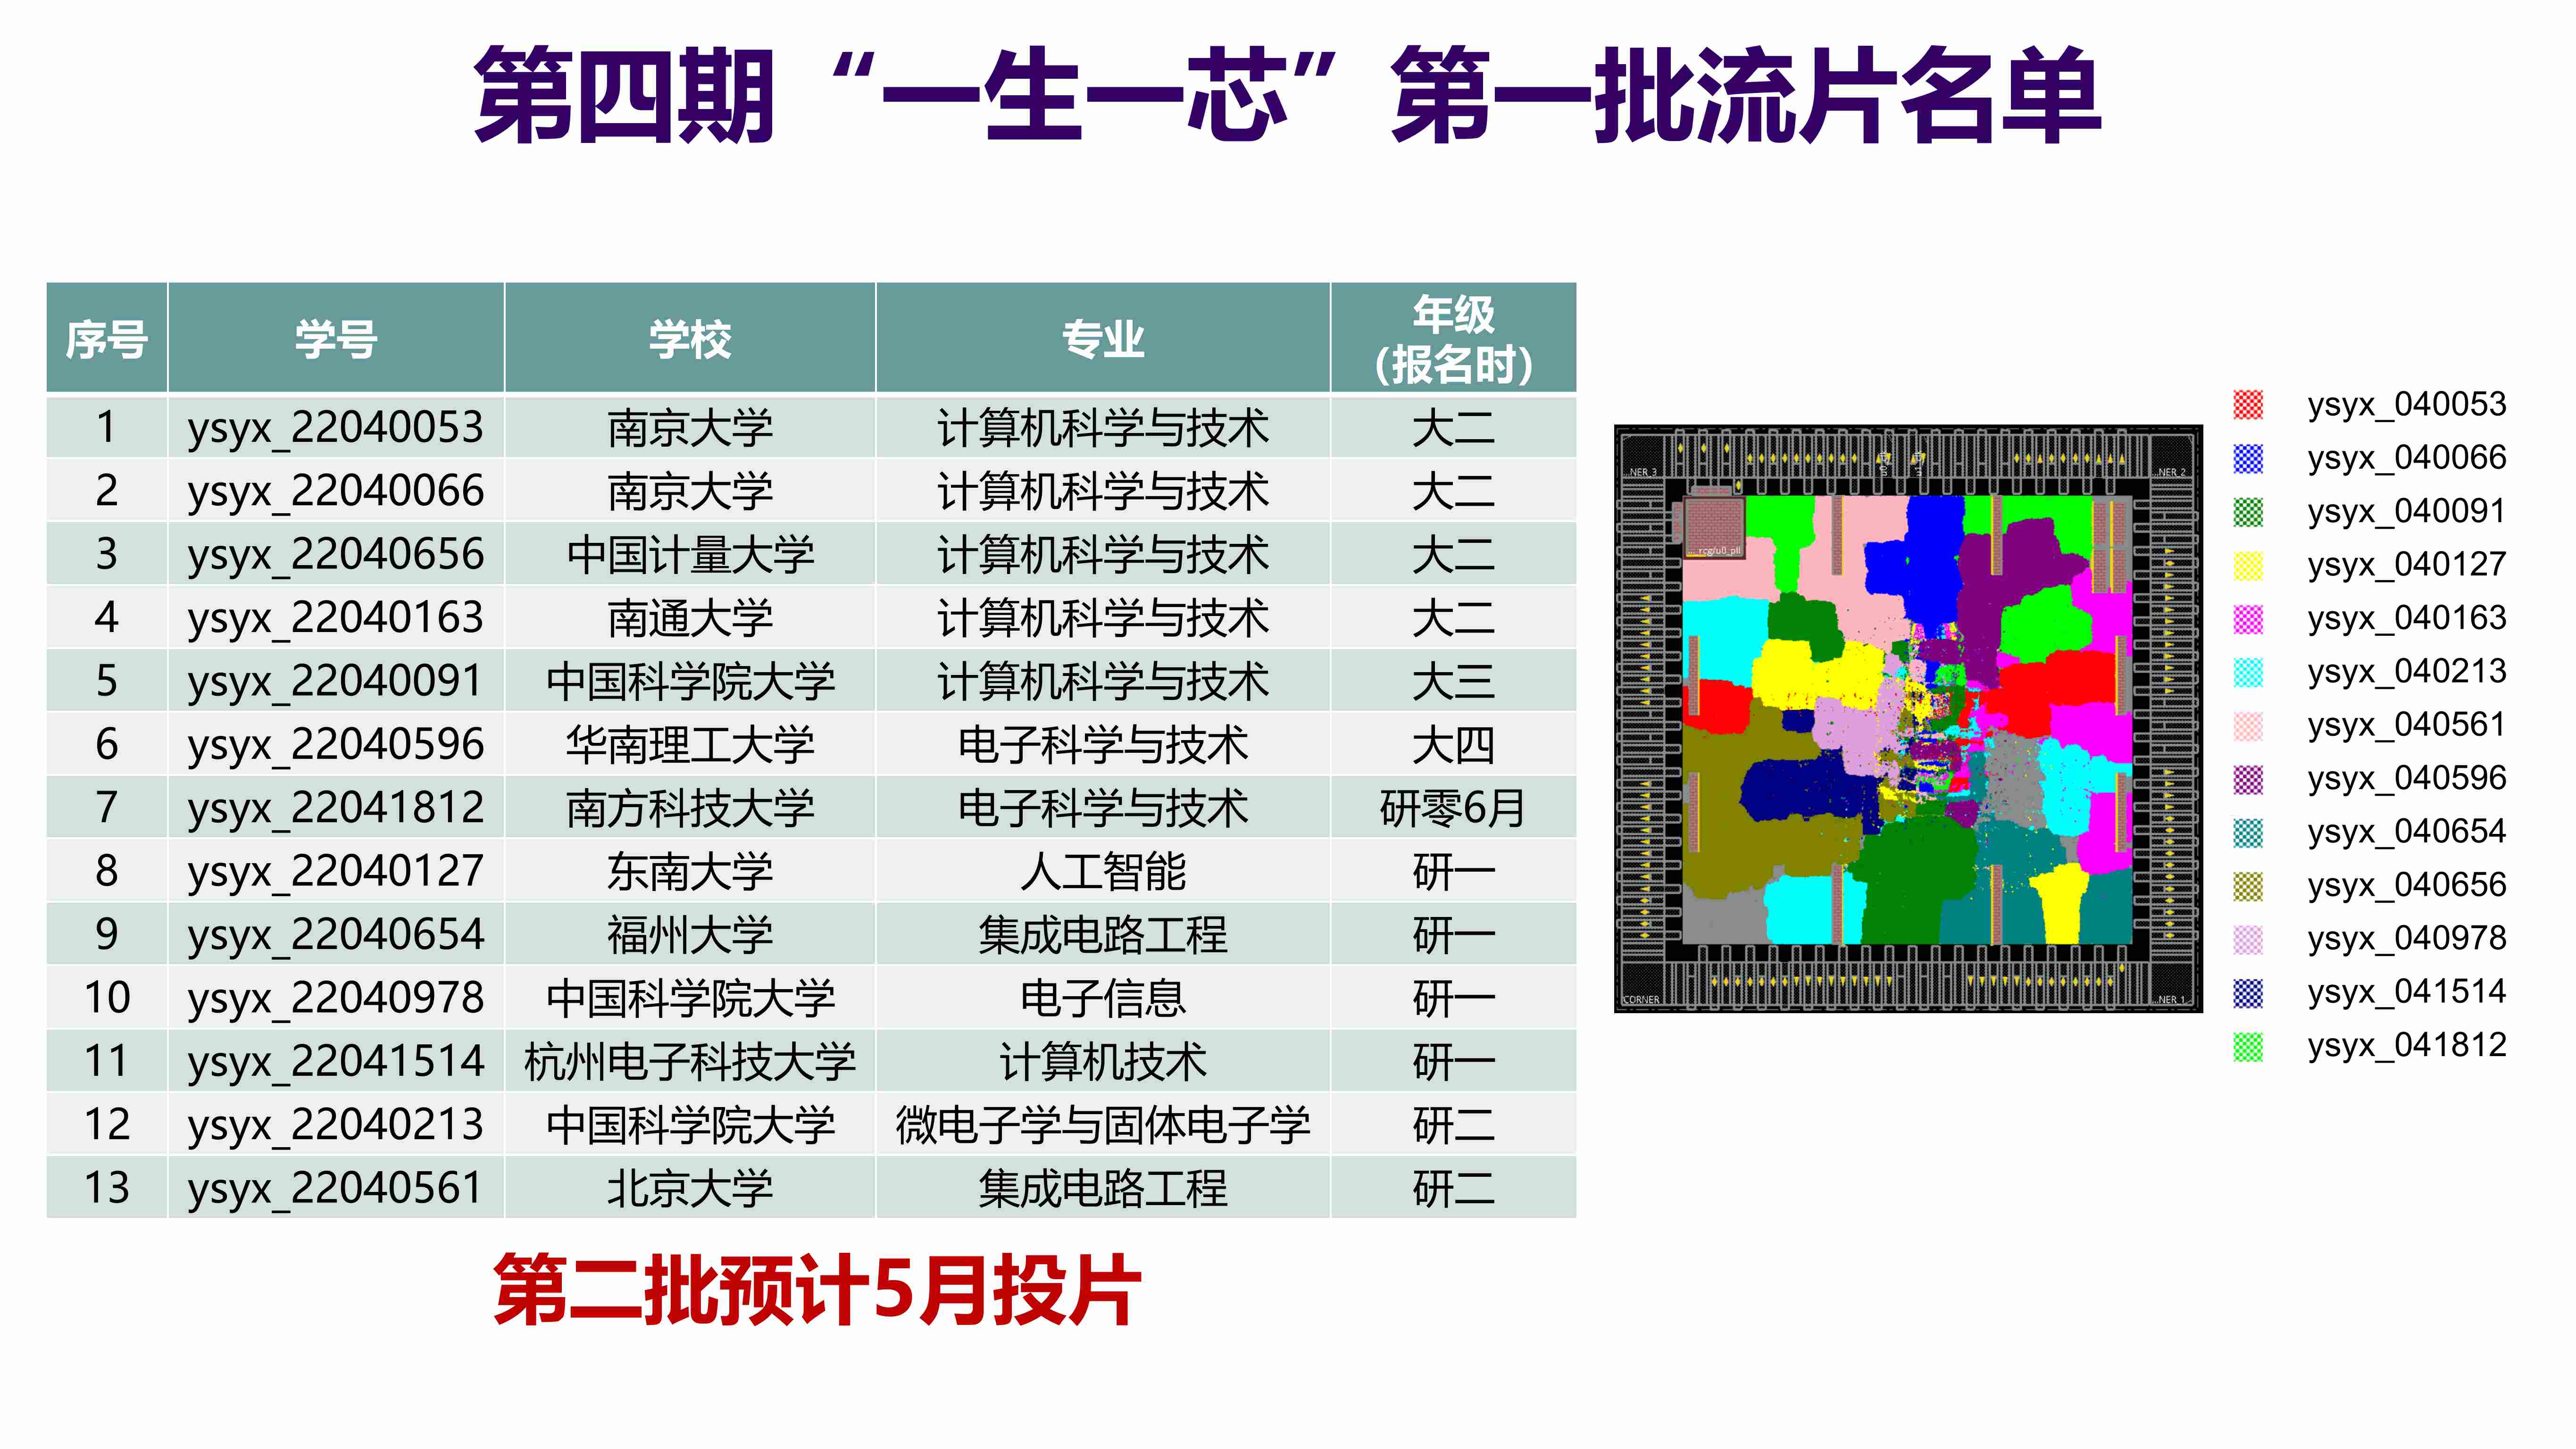 第四期“一生一芯”第一批流片名单
序号 学号 学校 专业 年级（报名时）
1 ysyx_22040053 南京大学 计算机科学与技术 大二
2 ysyx_22040066 南京大学 计算机科学与技术 大二
3 ysyx_22040656 中国计量大学 计算机科学与技术 大二
4 ysyx_22040163 南通大学 计算机科学与技术 大二
5 ysyx_22040091 中国科学院大学 计算机科学与技术 大三
6 ysyx_22040596 华南理工大学 电子科学与技术 大四
7 ysyx_22041812 南方科技大学 电子科学与技术 研零6月
8 ysyx_22040127 东南大学 人工智能 研一
9 ysyx_22040654 福州大学 集成电路工程 研一
10 ysyx_22040978 中国科学院大学 电子信息 研一
11 ysyx_22041514 杭州电子科技大学 计算机技术 研一
12 ysyx_22040213 中国科学院大学 微电子学与固体电子学 研二
13 ysyx_22040561 北京大学 集成电路工程 研二
第二批预计5月投片
...NER_3
...NER_2
... rcg/u0_pll
CORNER
...NER_1
ysyx_040053
ysyx_040066
ysyx_040091
ysyx_040127
ysyx_040163
ysyx_040213
ysyx_040561
ysyx_040596
ysyx_040654
ysyx_040656
ysyx_040978
ysyx_041514
ysyx_041812